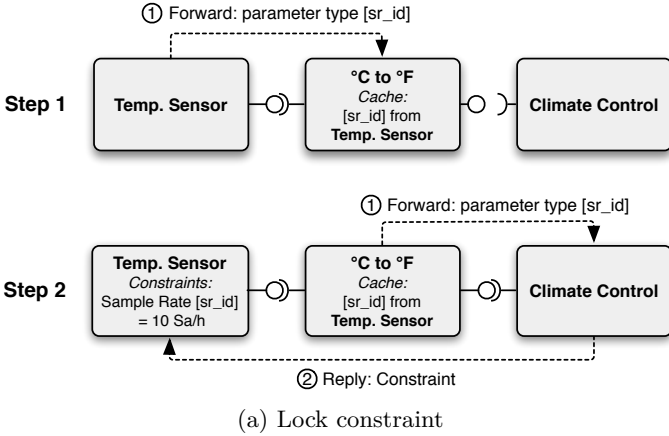 ① Forward: parameter type [sr_id]
Step 1
Temp. Sensor
°C to °F
Cache:
[sr_id] from
Temp. Sensor
Climate Control
① Forward: parameter type [sr_id]
Step 2
Temp. Sensor
Constraints:
Sample Rate [sr_id]
= 10 Sa/h
°C to °F
Cache:
[sr_id] from
Temp. Sensor
Climate Control
② Reply: Constraint
(a) Lock constraint